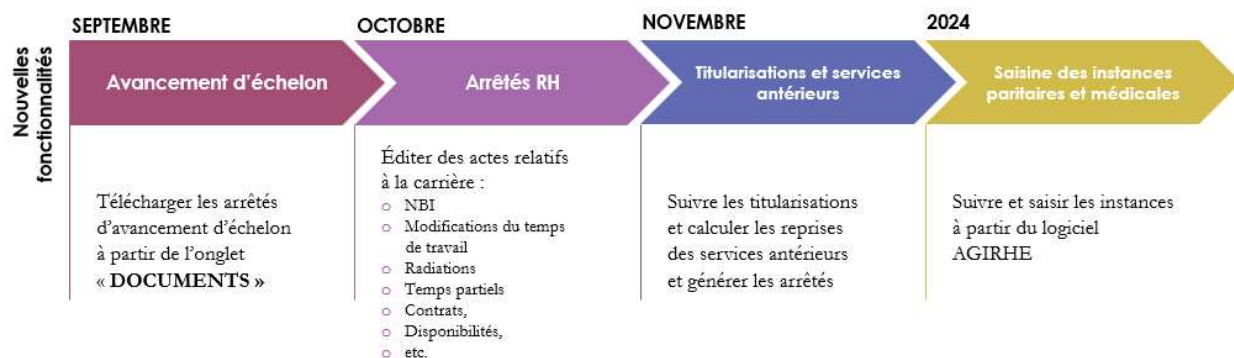 Nouvelles
fonctionnalités
SEPTEMBRE
Avancement d'échelon
Télécharger les arrêtés
d'avancement d'échelon
à partir de l'onglet
« DOCUMENTS »
OCTOBRE
Arrêtés RH
Éditer des actes relatifs
à la carrière :
o NBI
o Modifications du temps
de travail
o Radiations
o Temps partiels
o Contrats,
o Disponibilités,
o etc.
NOVEMBRE
Titularisations et services
antérieurs
Suivre les titularisations
et calculer les reprises
des services antérieurs
et générer les arrêtés
2024
Saisine des instances
paritaires et médicales
Suivre et saisir les instances
à partir du logiciel
AGIRHE